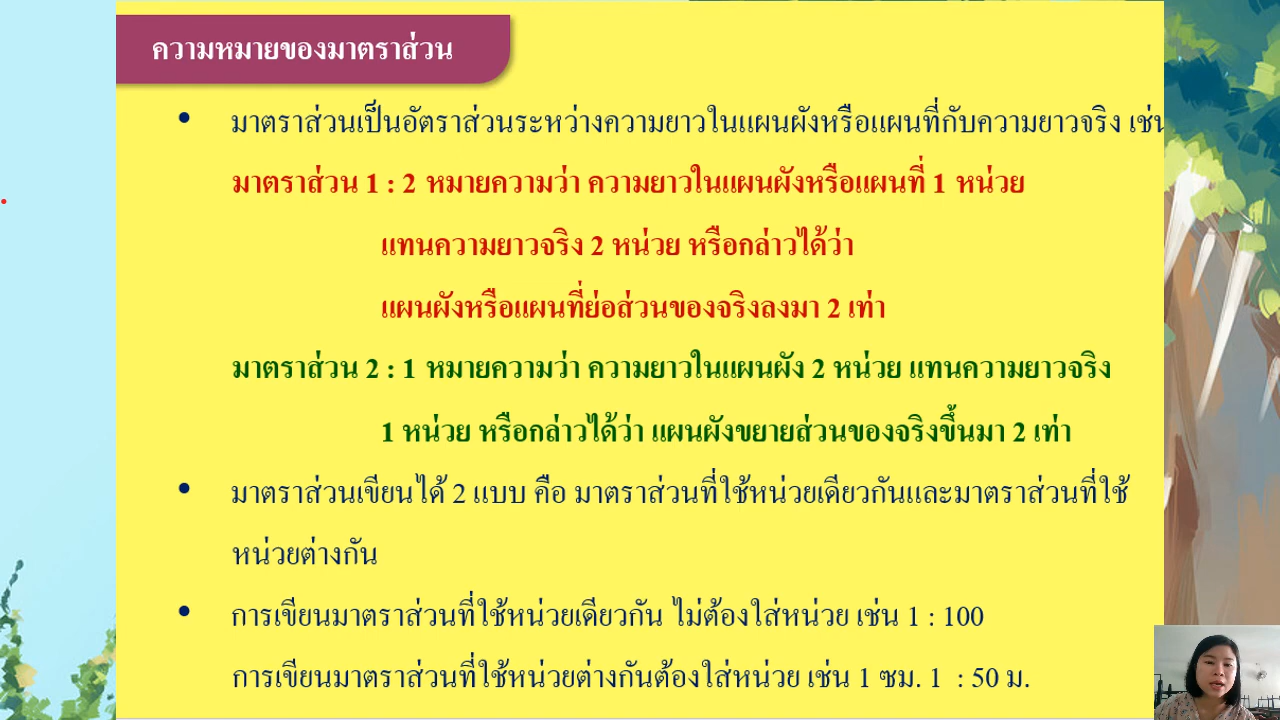 ความหมายของมาตราส่วน
• มาตราส่วนเป็นอัตราส่วนระหว่างความยาวในแผนผังหรือแผนที่กับความยาวจริง เช่น
มาตราส่วน 1 : 2 หมายความว่า ความยาวในแผนผังหรือแผนที่ 1 หน่วย
แทนความยาวจริง 2 หน่วย หรือกล่าวได้ว่า
แผนผังหรือแผนที่ย่อส่วนของจริงลงมา 2 เท่า
มาตราส่วน 2 : 1 หมายความว่า ความยาวในแผนผัง 2 หน่วย แทนความยาวจริง
1 หน่วย หรือกล่าวได้ว่า แผนผังขยายส่วนของจริงขึ้นมา 2 เท่า
• มาตราส่วนเขียนได้ 2 แบบ คือ มาตราส่วนที่ใช้หน่วยเดียวกันและมาตราส่วนที่ใช้
หน่วยต่างกัน
• การเขียนมาตราส่วนที่ใช้หน่วยเดียวกัน ไม่ต้องใส่หน่วย เช่น 1 : 100
การเขียนมาตราส่วนที่ใช้หน่วยต่างกันต้องใส่หน่วย เช่น 1 ซม. 1 : 50 ม.